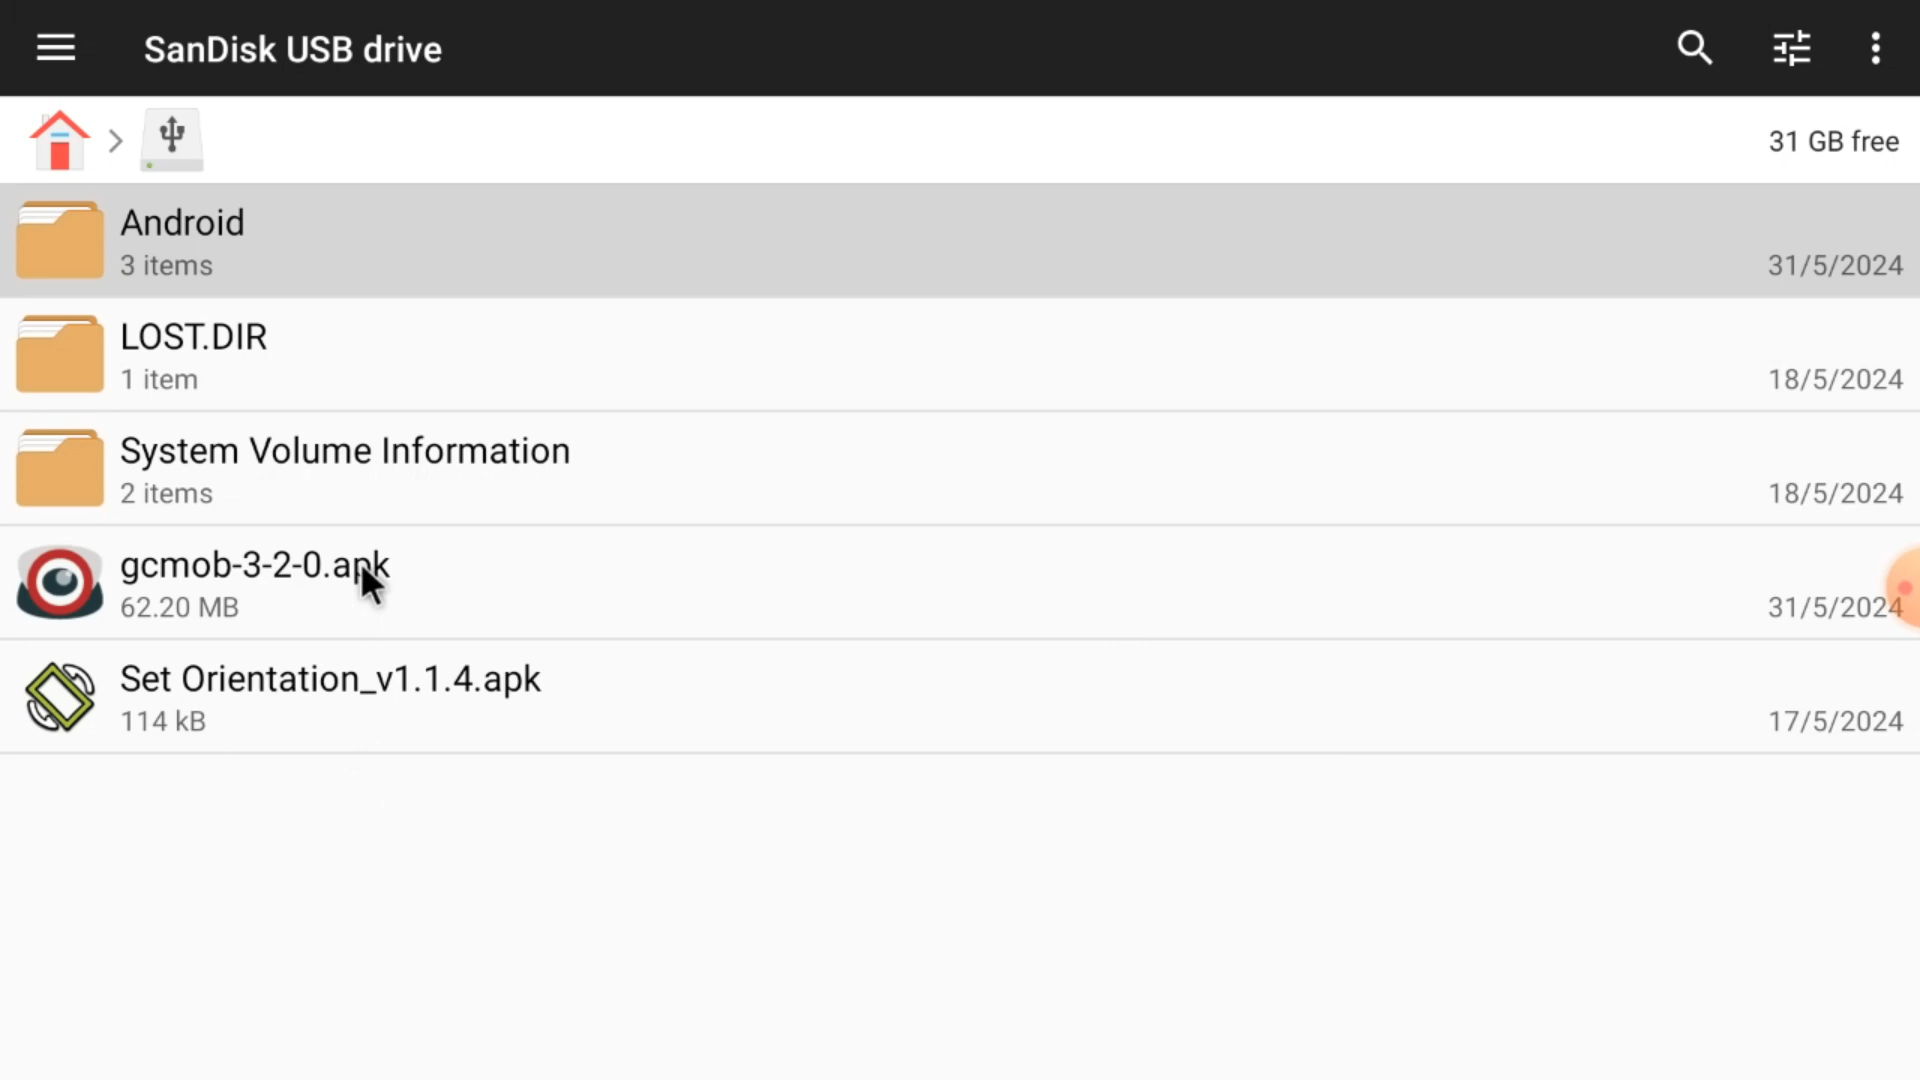 SanDisk USB drive
31 GB free
Android
3 items
31/5/2024
LOST.DIR
1 item
18/5/2024
System Volume Information
2 items
18/5/2024
gcmob-3-2-0.apk
62.20 MB
31/5/2024
Set Orientation_v1.1.4.apk
114 kB
17/5/2024